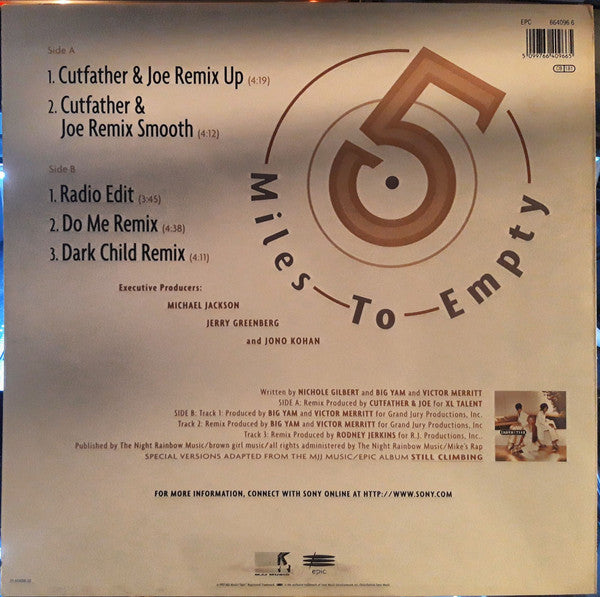 EPC 664096 6
5 099766 409665
Side A
1. Cutfather & Joe Remix Up (4:19)
2. Cutfather &
Joe Remix Smooth (4:12)
Side B
1. Radio Edit (3:45)
2. Do Me Remix (4:38)
3. Dark Child Remix (4:11)
5
Miles To Empty
Executive Producers:
MICHAEL JACKSON
JERRY GREENBERG
and JONO KOHAN
Written by NICHOLE GILBERT and BIG YAM and VICTOR MERRITT
SIDE A: Remix Produced by CUTFATHER & JOE for XL TALENT
SIDE B: Track 1: Produced by BIG YAM and VICTOR MERRITT for Grand Jury Productions, Inc.
Track 2: Remix Produced by BIG YAM and VICTOR MERRITT for Grand Jury Productions, Inc
Track 3: Remix Produced by RODNEY JERKINS for R.J. Productions, Inc..
Published by The Night Rainbow Music/brown girl music/all rights administered by The Night Rainbow Music/Mike's Rap
SPECIAL VERSIONS ADAPTED FROM THE MJJ MUSIC/EPIC ALBUM STILL CLIMBING
FOR MORE INFORMATION, CONNECT WITH SONY ONLINE AT HTTP://WWW.SONY.COM
MJJ MUSIC
epic